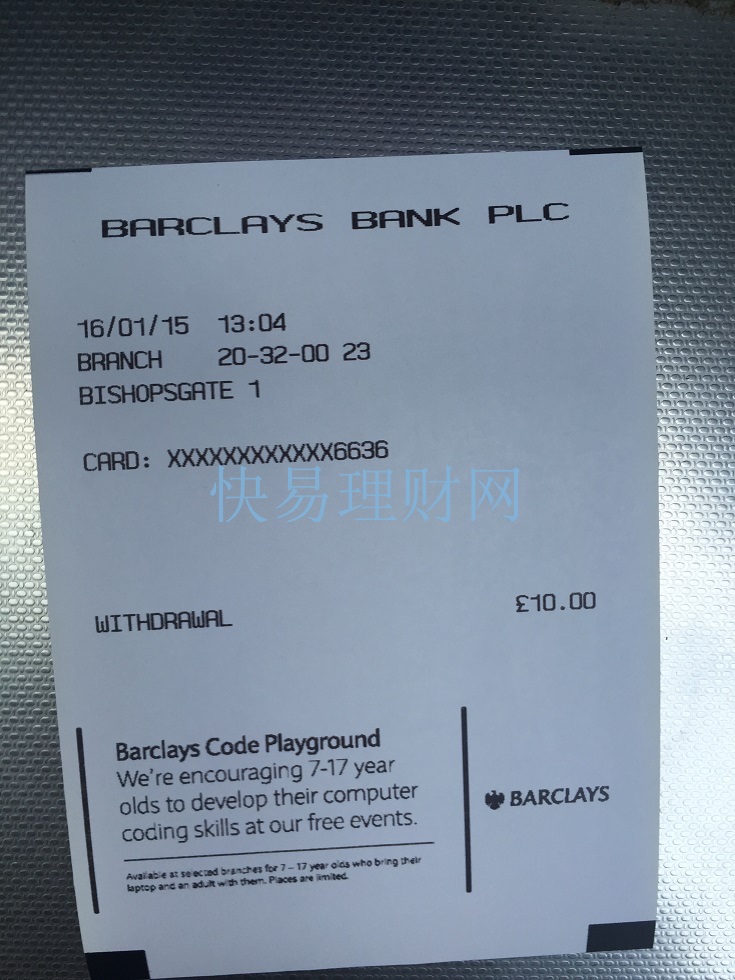 BARCLAYS BANK PLC
16/01/15 13:04
BRANCH 20-32-00 23
BISHOPSGATE 1
CARD: XXXXXXXXXXXX6636
快易理财网
WITHDRAWAL £10.00
Barclays Code Playground
We're encouraging 7-17 year
olds to develop their computer
coding skills at our free events.
BARCLAYS
Available at selected branches for 7 – 17 year olds who bring their
laptop and an adult with them. Places are limited.